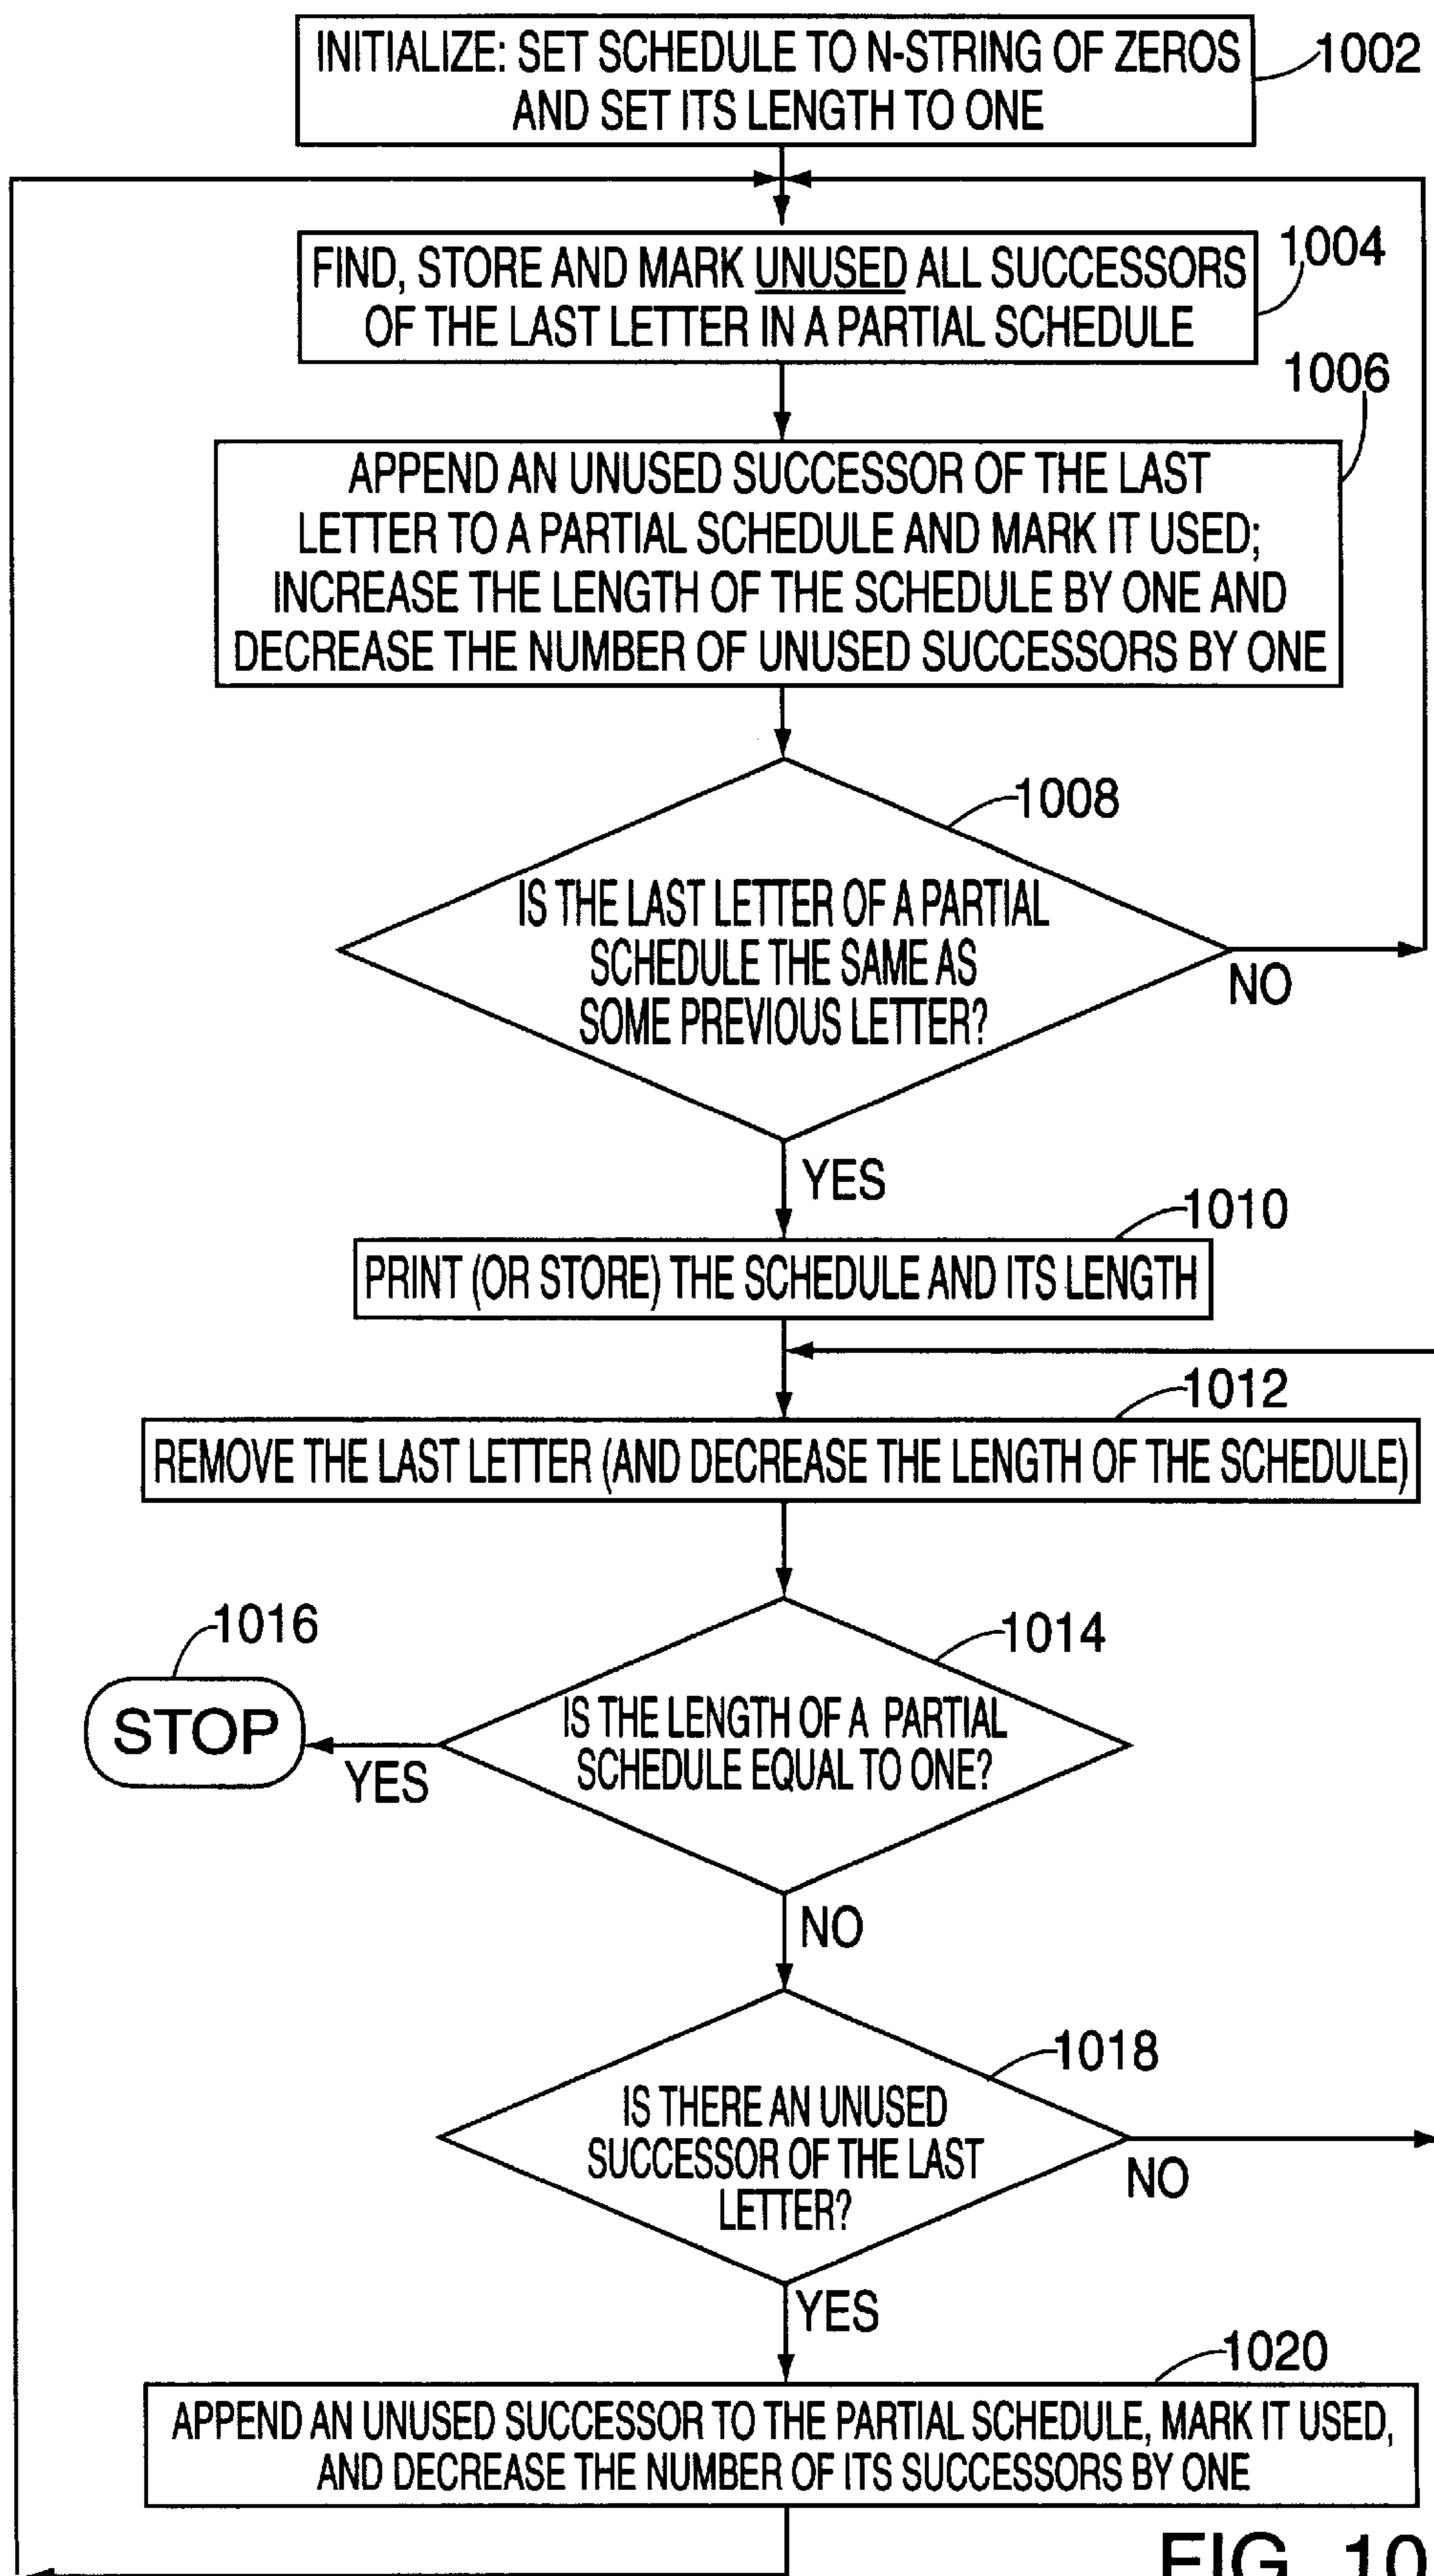 INITIALIZE: SET SCHEDULE TO N-STRING OF ZEROS
AND SET ITS LENGTH TO ONE
1002
FIND, STORE AND MARK UNUSED ALL SUCCESSORS
OF THE LAST LETTER IN A PARTIAL SCHEDULE
1004
1006
APPEND AN UNUSED SUCCESSOR OF THE LAST
LETTER TO A PARTIAL SCHEDULE AND MARK IT USED;
INCREASE THE LENGTH OF THE SCHEDULE BY ONE AND
DECREASE THE NUMBER OF UNUSED SUCCESSORS BY ONE
1008
IS THE LAST LETTER OF A PARTIAL
SCHEDULE THE SAME AS
SOME PREVIOUS LETTER?
NO
YES
1010
PRINT (OR STORE) THE SCHEDULE AND ITS LENGTH
1012
REMOVE THE LAST LETTER (AND DECREASE THE LENGTH OF THE SCHEDULE)
1016
1014
STOP
YES
IS THE LENGTH OF A PARTIAL
SCHEDULE EQUAL TO ONE?
NO
1018
IS THERE AN UNUSED
SUCCESSOR OF THE LAST
LETTER?
NO
YES
1020
APPEND AN UNUSED SUCCESSOR TO THE PARTIAL SCHEDULE, MARK IT USED,
AND DECREASE THE NUMBER OF ITS SUCCESSORS BY ONE
FIG. 10